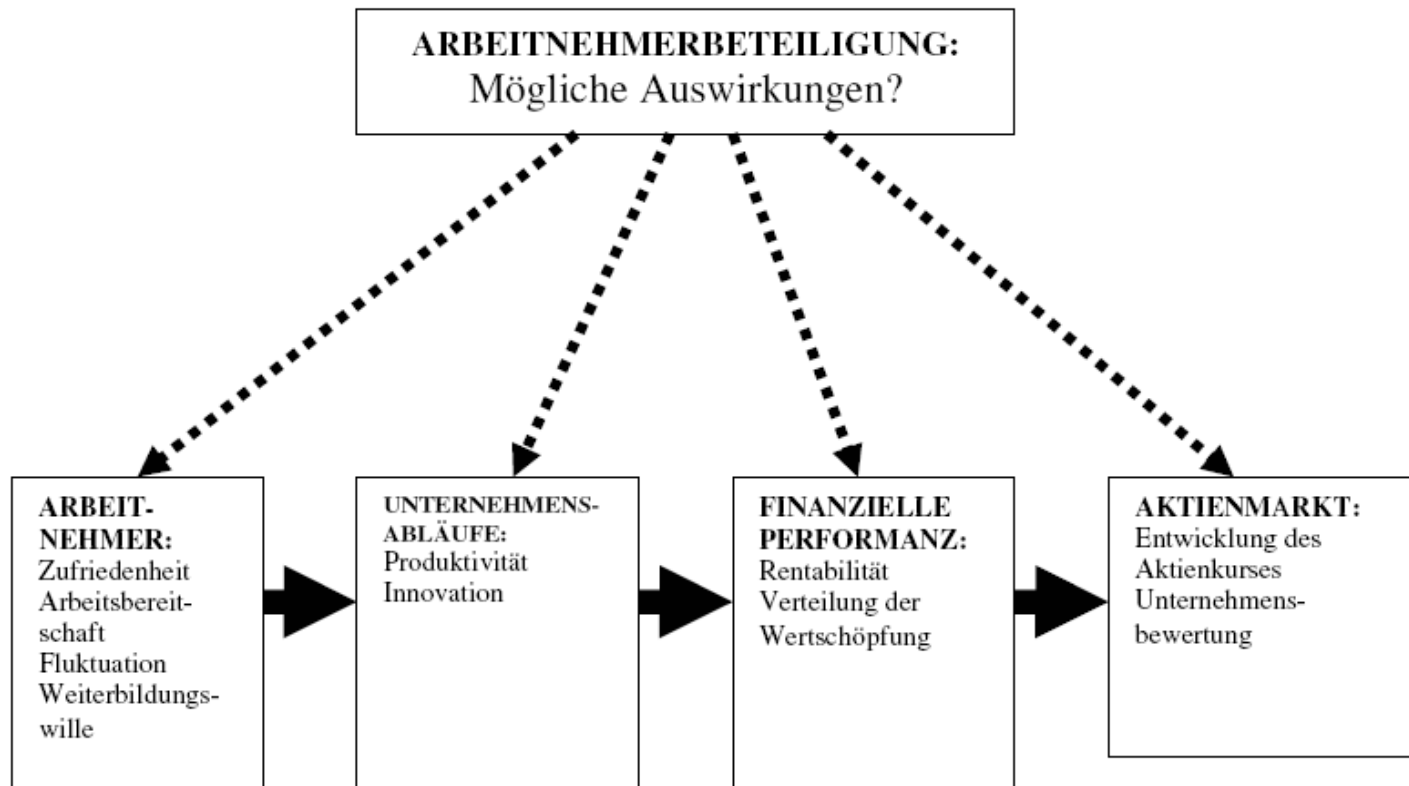 ARBEITNEHMERBETEILIGUNG:
Mögliche Auswirkungen?
ARBEIT-
NEHMER:
Zufriedenheit
Arbeitsbereit-
schaft
Fluktuation
Weiterbildungs-
wille
UNTERNEHMENS-
ABLÄUFE:
Produktivität
Innovation
FINANZIELLE
PERFORMANZ:
Rentabilität
Verteilung der
Wertschöpfung
AKTIENMARKT:
Entwicklung des
Aktienkurses
Unternehmens-
bewertung